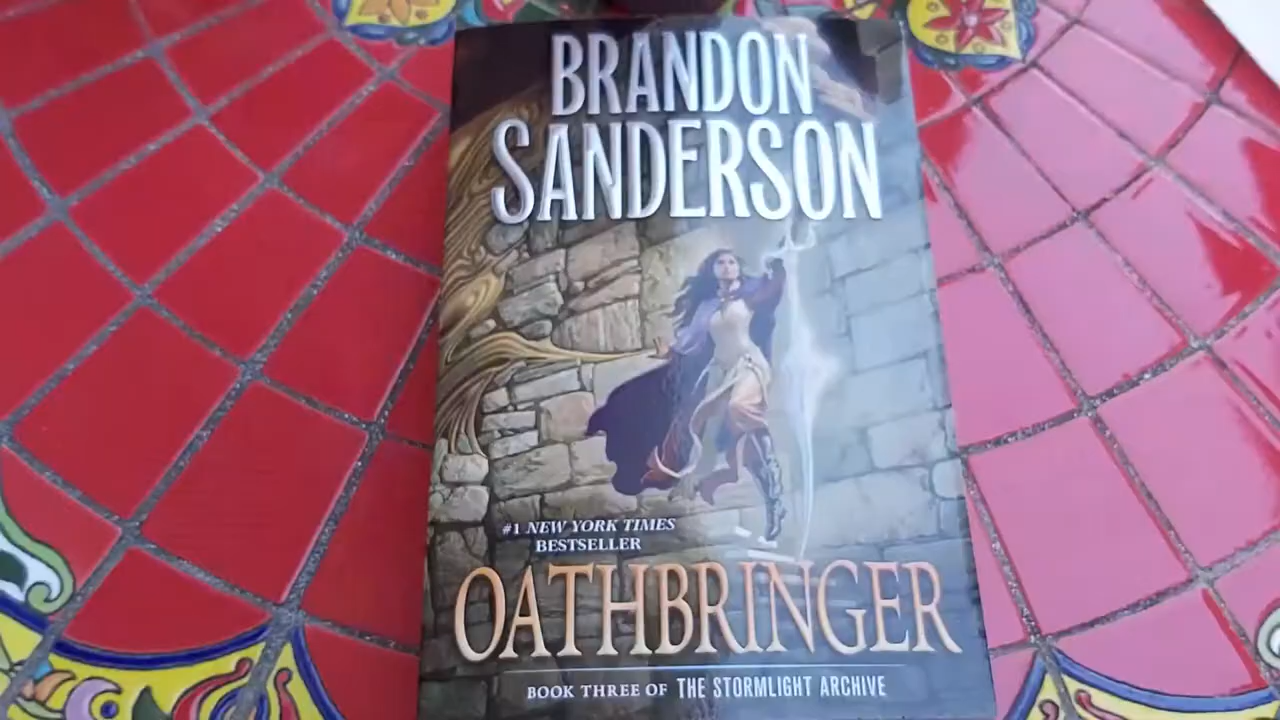 BRANDON
SANDERSON
#1 NEW YORK TIMES
BESTSELLER
OATHBRINGER
BOOK THREE OF THE STORMLIGHT ARCHIVE